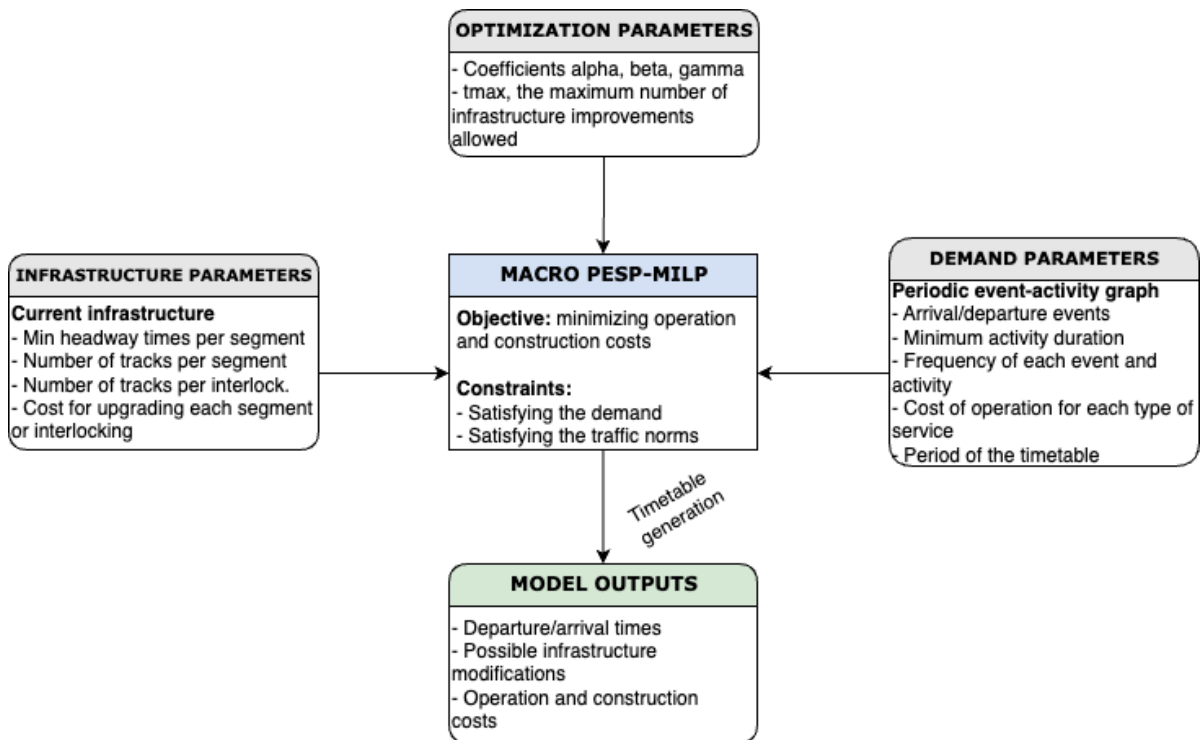 OPTIMIZATION PARAMETERS
- Coefficients alpha, beta, gamma
- tmax, the maximum number of
infrastructure improvements
allowed
INFRASTRUCTURE PARAMETERS
Current infrastructure
- Min headway times per segment
- Number of tracks per segment
- Number of tracks per interlock.
- Cost for upgrading each segment
or interlocking
MACRO PESP-MILP
Objective: minimizing operation
and construction costs
Constraints:
- Satisfying the demand
- Satisfying the traffic norms
DEMAND PARAMETERS
Periodic event-activity graph
- Arrival/departure events
- Minimum activity duration
- Frequency of each event and
activity
- Cost of operation for each type of
service
- Period of the timetable
Timetable
generation
MODEL OUTPUTS
- Departure/arrival times
- Possible infrastructure
modifications
- Operation and construction
costs